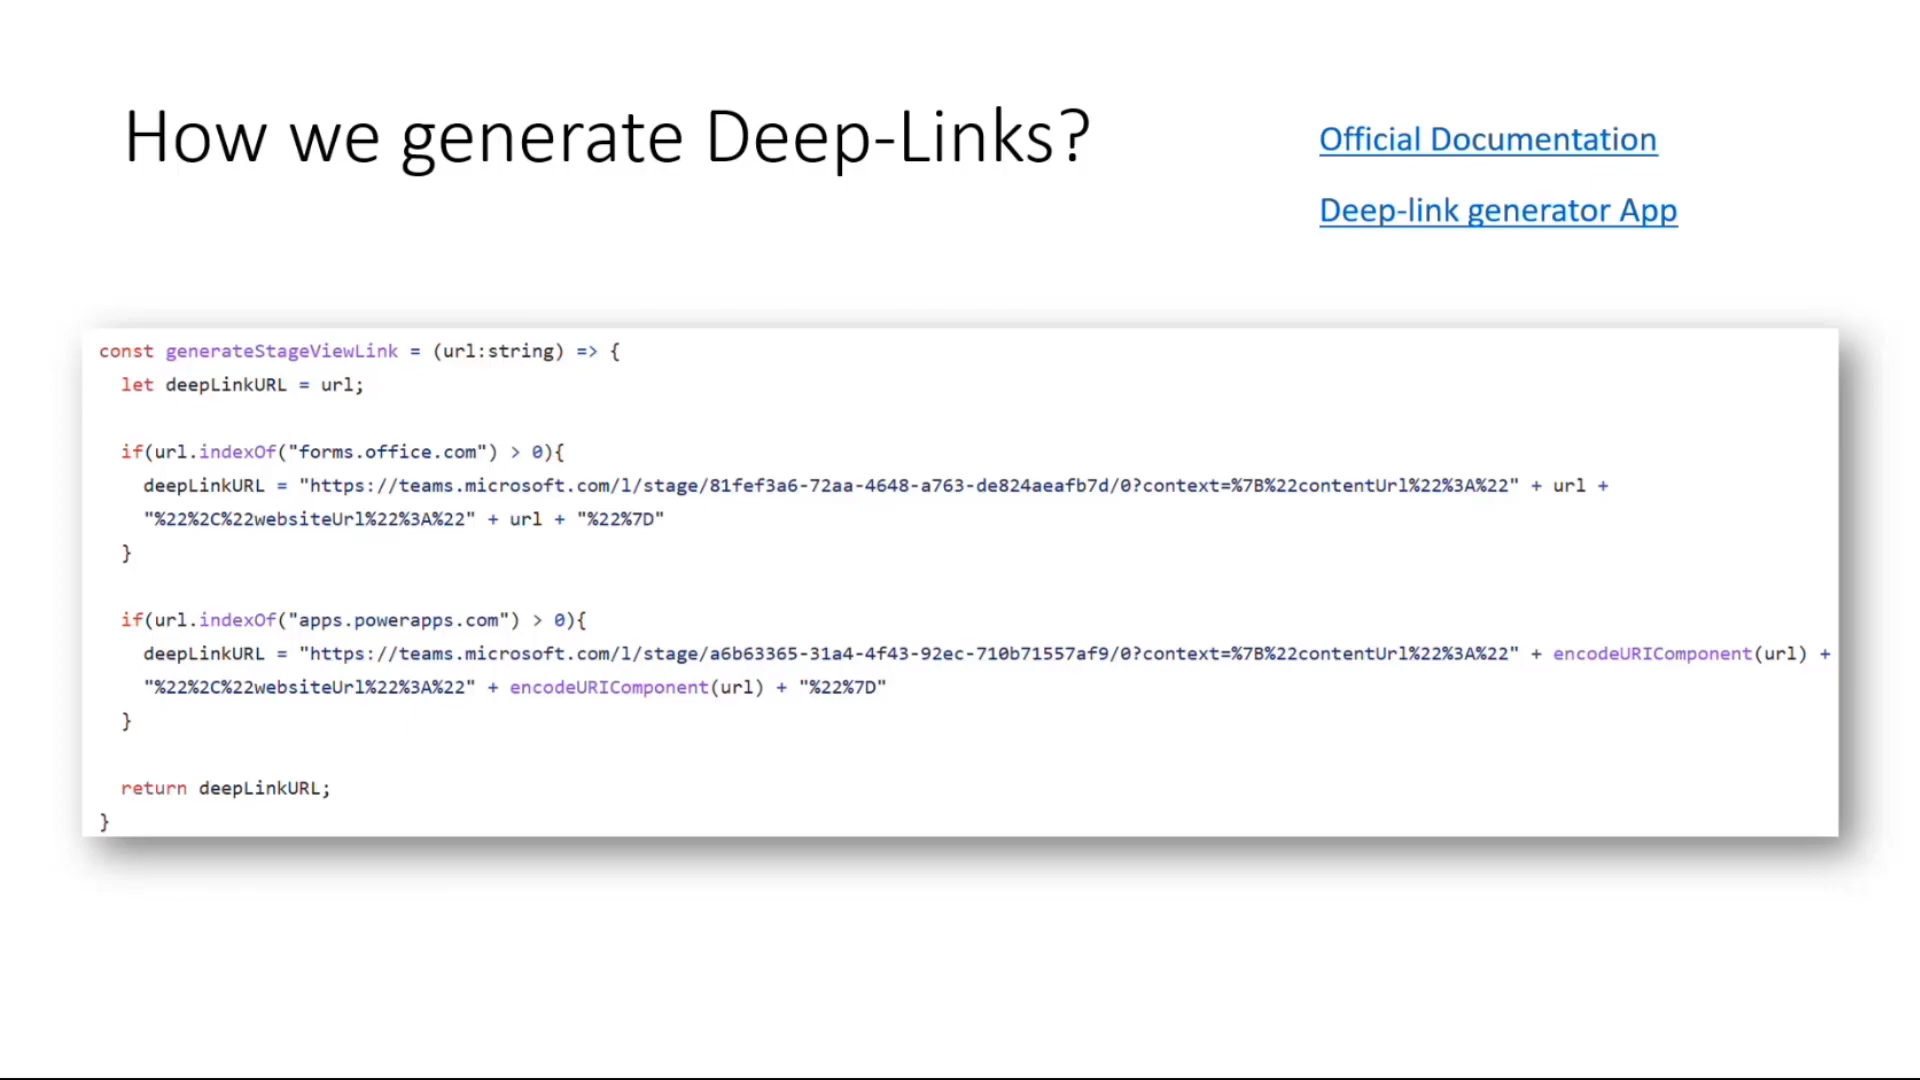 How we generate Deep-Links?
Official Documentation
Deep-link generator App
const generateStageViewLink = (url:string) => {
let deepLinkURL = url;
if(url.indexOf("forms.office.com") > 0){
deepLinkURL = "https://teams.microsoft.com/l/stage/81fef3a6-72aa-4648-a763-de824aeafb7d/0?context=%7B%22contentUrl%22%3A%22" + url +
"%22%2C%22websiteUrl%22%3A%22" + url + "%22%7D"
}
if(url.indexOf("apps.powerapps.com") > 0){
deepLinkURL = "https://teams.microsoft.com/l/stage/a6b63365-31a4-4f43-92ec-710b71557af9/0?context=%7B%22contentUrl%22%3A%22" + encodeURIComponent(url) +
"%22%2C%22websiteUrl%22%3A%22" + encodeURIComponent(url) + "%22%7D"
}
return deepLinkURL;
}